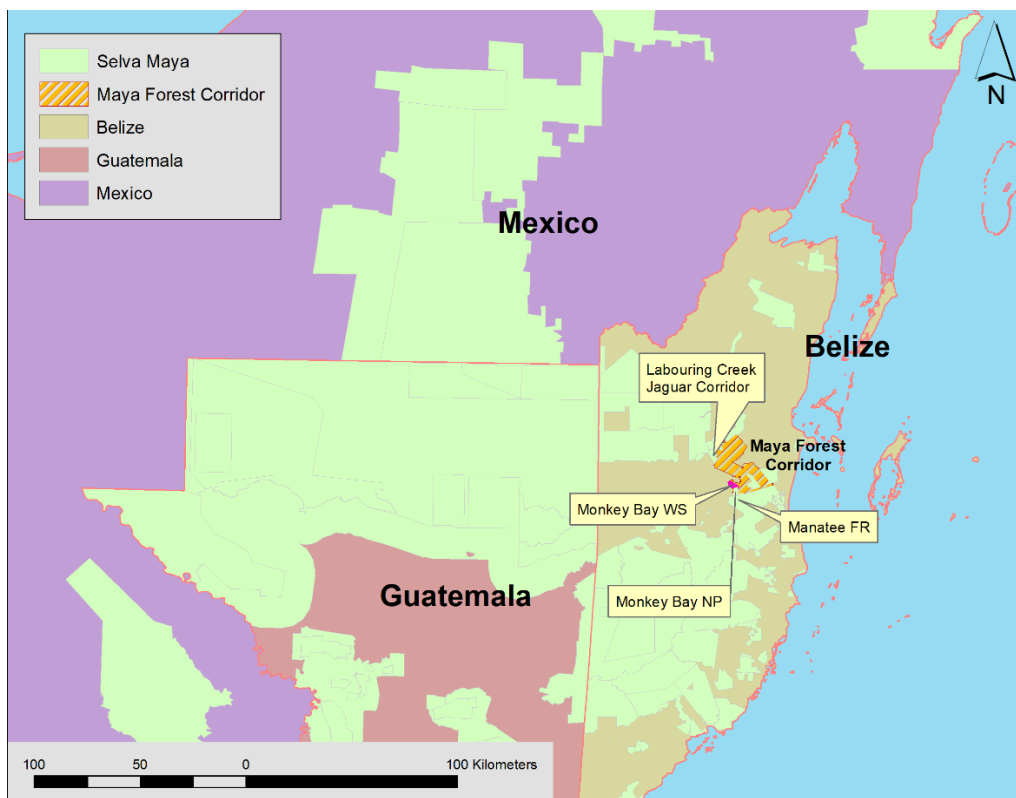 Selva Maya
Maya Forest Corridor
Belize
Guatemala
Mexico
N
Mexico
Belize
Labouring Creek
Jaguar Corridor
Maya Forest
Corridor
Monkey Bay WS
Manatee FR
Guatemala
Monkey Bay NP
100 50 0 100 Kilometers